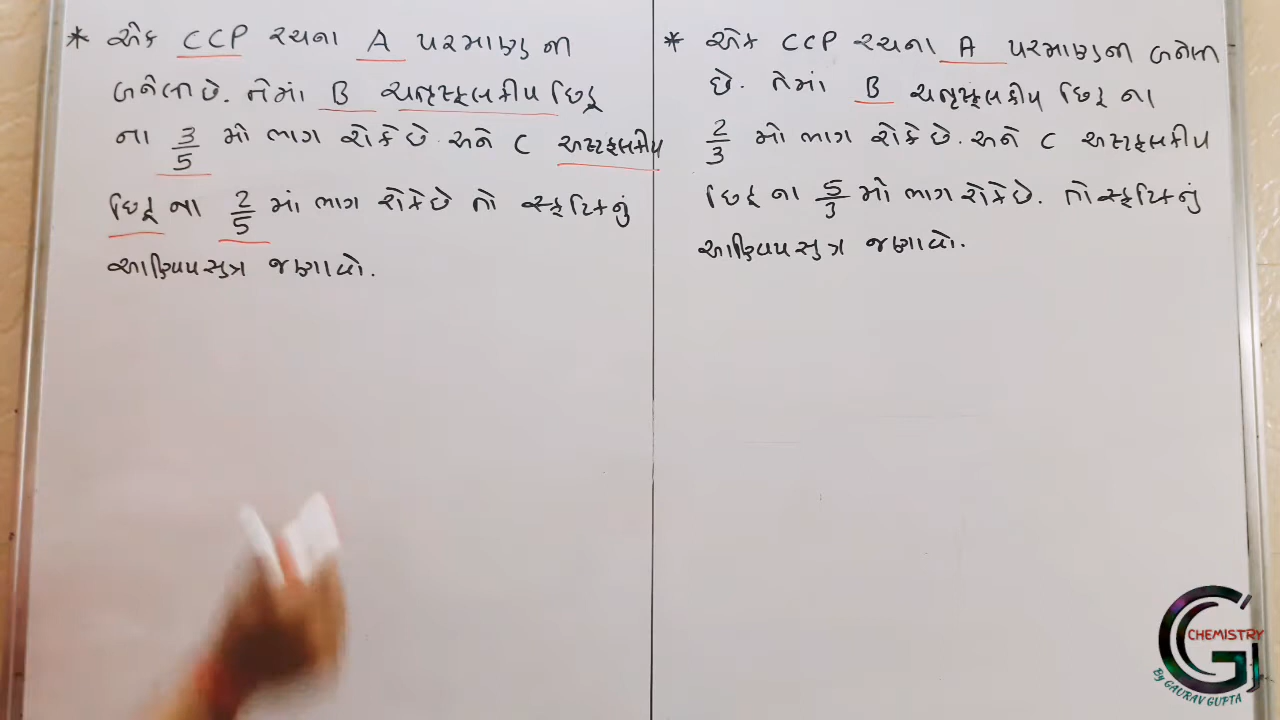 * એક CCP રચના A પરમાણુના
બનેલા છે. તેમાં B ચતુષ્ફલકીય છિદ્ર
ના 3/5 મો ભાગ રોકે છે. અને C અષ્ટફલકીય
છિદ્ર ના 2/5 માં ભાગ રોકે છે તો સ્ફટિકનું
આણ્વિયસુત્ર જણાવો.
* એક CCP રચના A પરમાણુના બનેલા
છે. તેમાં B ચતુષ્ફલકીય છિદ્ર ના
2/3 મો ભાગ રોકે છે. અને C અષ્ટફલકીય
છિદ્ર ના 5/3 મો ભાગ રોકે છે. તો સ્ફટિકનું
આણ્વિયસુત્ર જણાવો.
CHEMISTRY
By GAURAV GUPTA